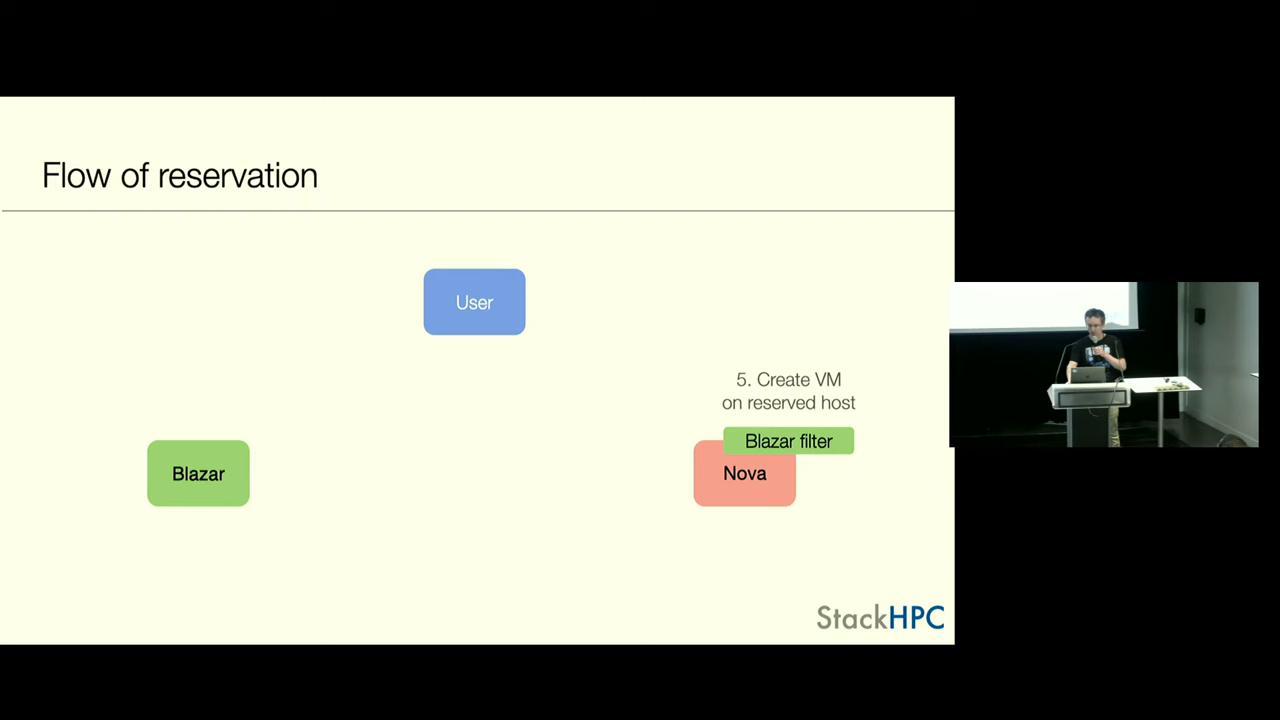 Flow of reservation
User
5. Create VM
on reserved host
Blazar filter
Blazar
Nova
StackHPC